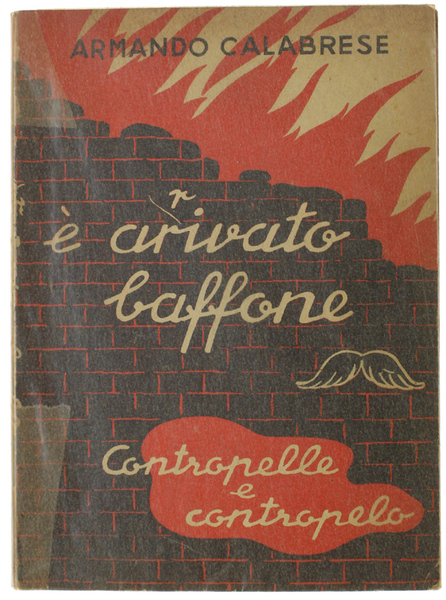 ARMANDO CALABRESE
è arrivato
baffone
Contropelle
e
contropelo